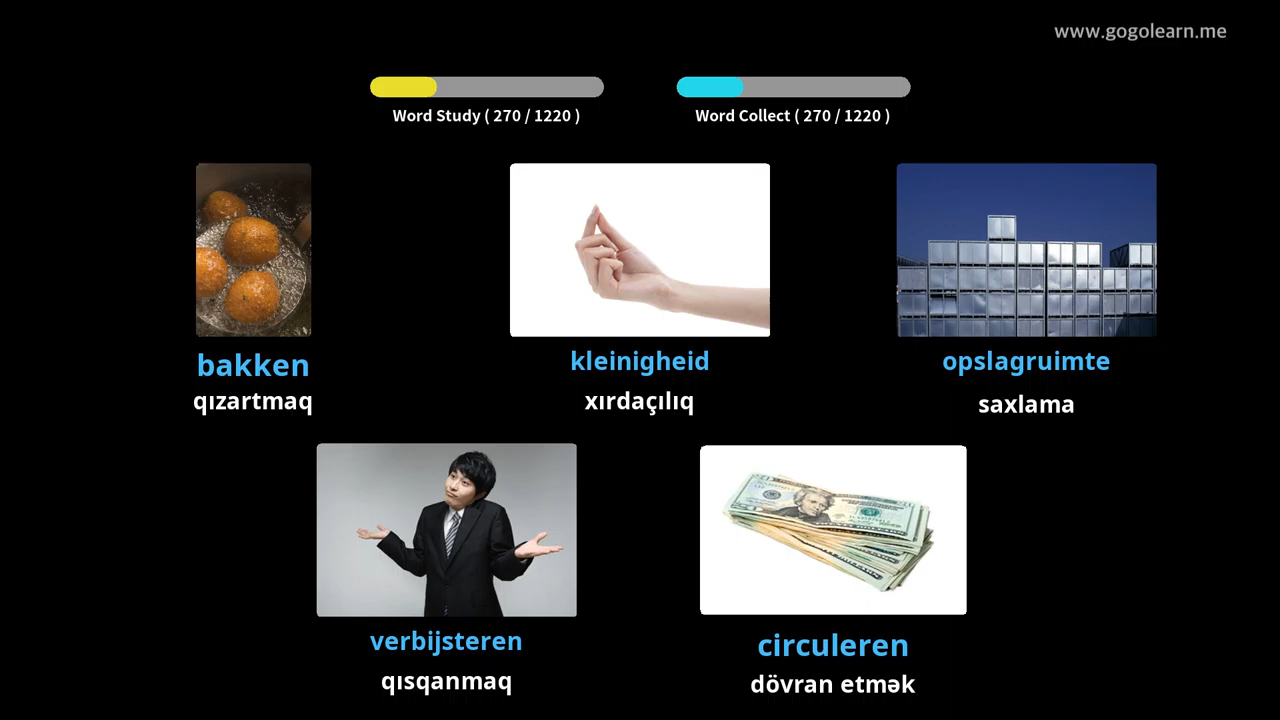 www.gogolearn.me
Word Study ( 270 / 1220 )
Word Collect ( 270 / 1220 )
bakken
qızartmaq
kleinigheid
xırdaçılıq
opslagruimte
saxlama
verbijsteren
qısqanmaq
circuleren
dövran etmək